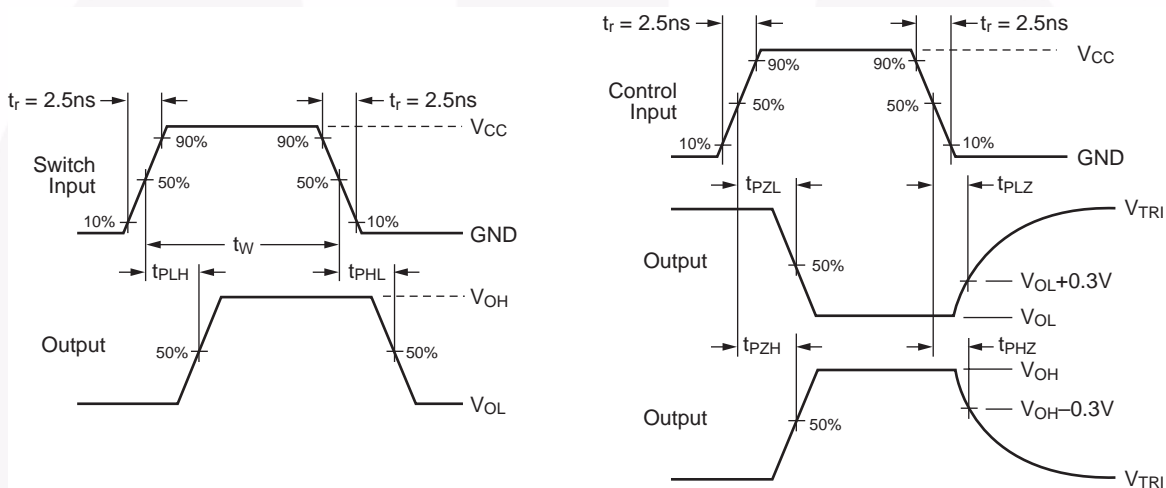 tr = 2.5ns
tr = 2.5ns
VCC
90%
90%
Switch
Input
50%
50%
10%
10%
GND
tW
tPLH
tPHL
VOH
Output
50%
50%
VOL
tr = 2.5ns
tr = 2.5ns
VCC
90%
90%
Control
Input
50%
50%
10%
10%
GND
tPZL
tPLZ
VTRI
Output
50%
VOL+0.3V
VOL
tPZH
tPHZ
VOH
VOH–0.3V
Output
50%
VTRI